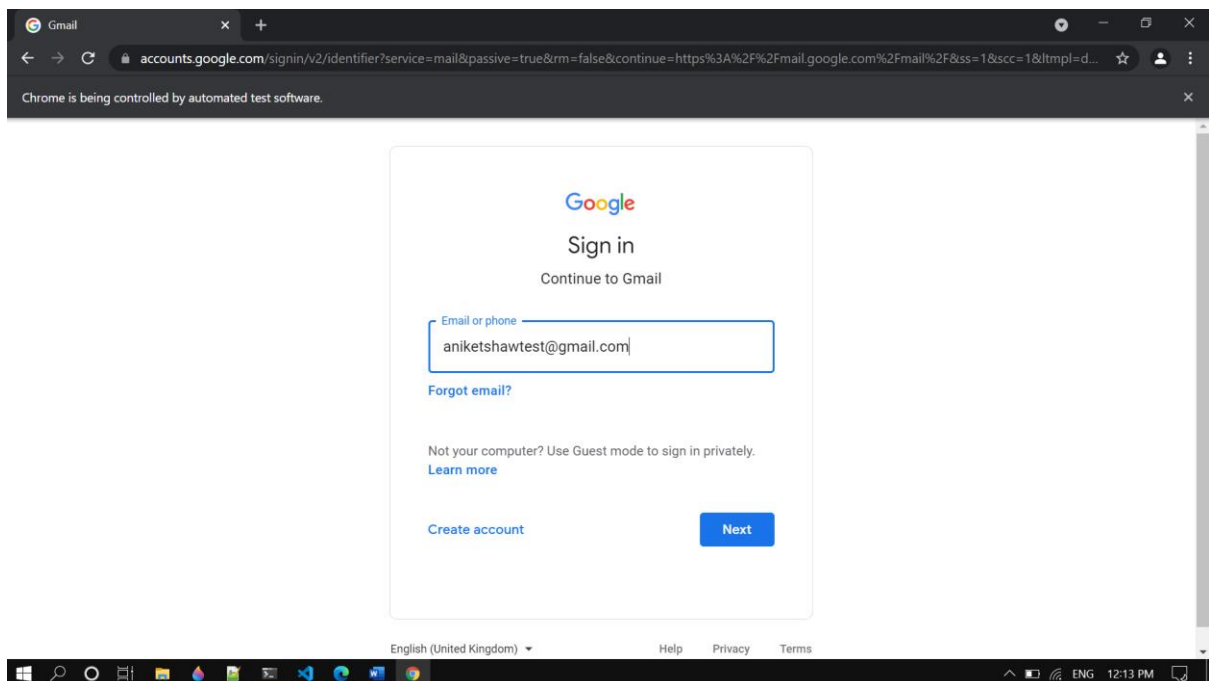 Gmail
accounts.google.com/signin/v2/identifier?service=mail&passive=true&rm=false&continue=https%3A%2F%2Fmail.google.com%2Fmail%2F&ss=1&scc=1&ltmpl=d...
Chrome is being controlled by automated test software.
Google
Sign in
Continue to Gmail
Email or phone
aniketshawtest@gmail.com
Forgot email?
Not your computer? Use Guest mode to sign in privately.
Learn more
Create account Next
English (United Kingdom) Help Privacy Terms
ENG 12:13 PM